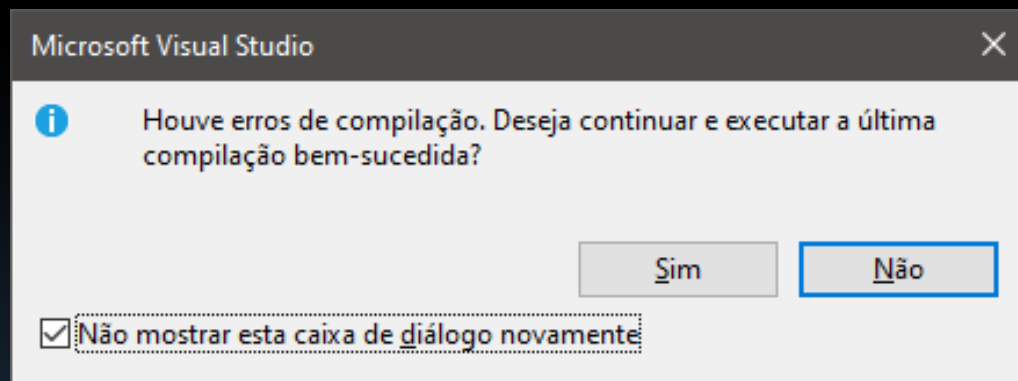 Microsoft Visual Studio
Houve erros de compilação. Deseja continuar e executar a última
compilação bem-sucedida?
Sim
Não
Não mostrar esta caixa de diálogo novamente